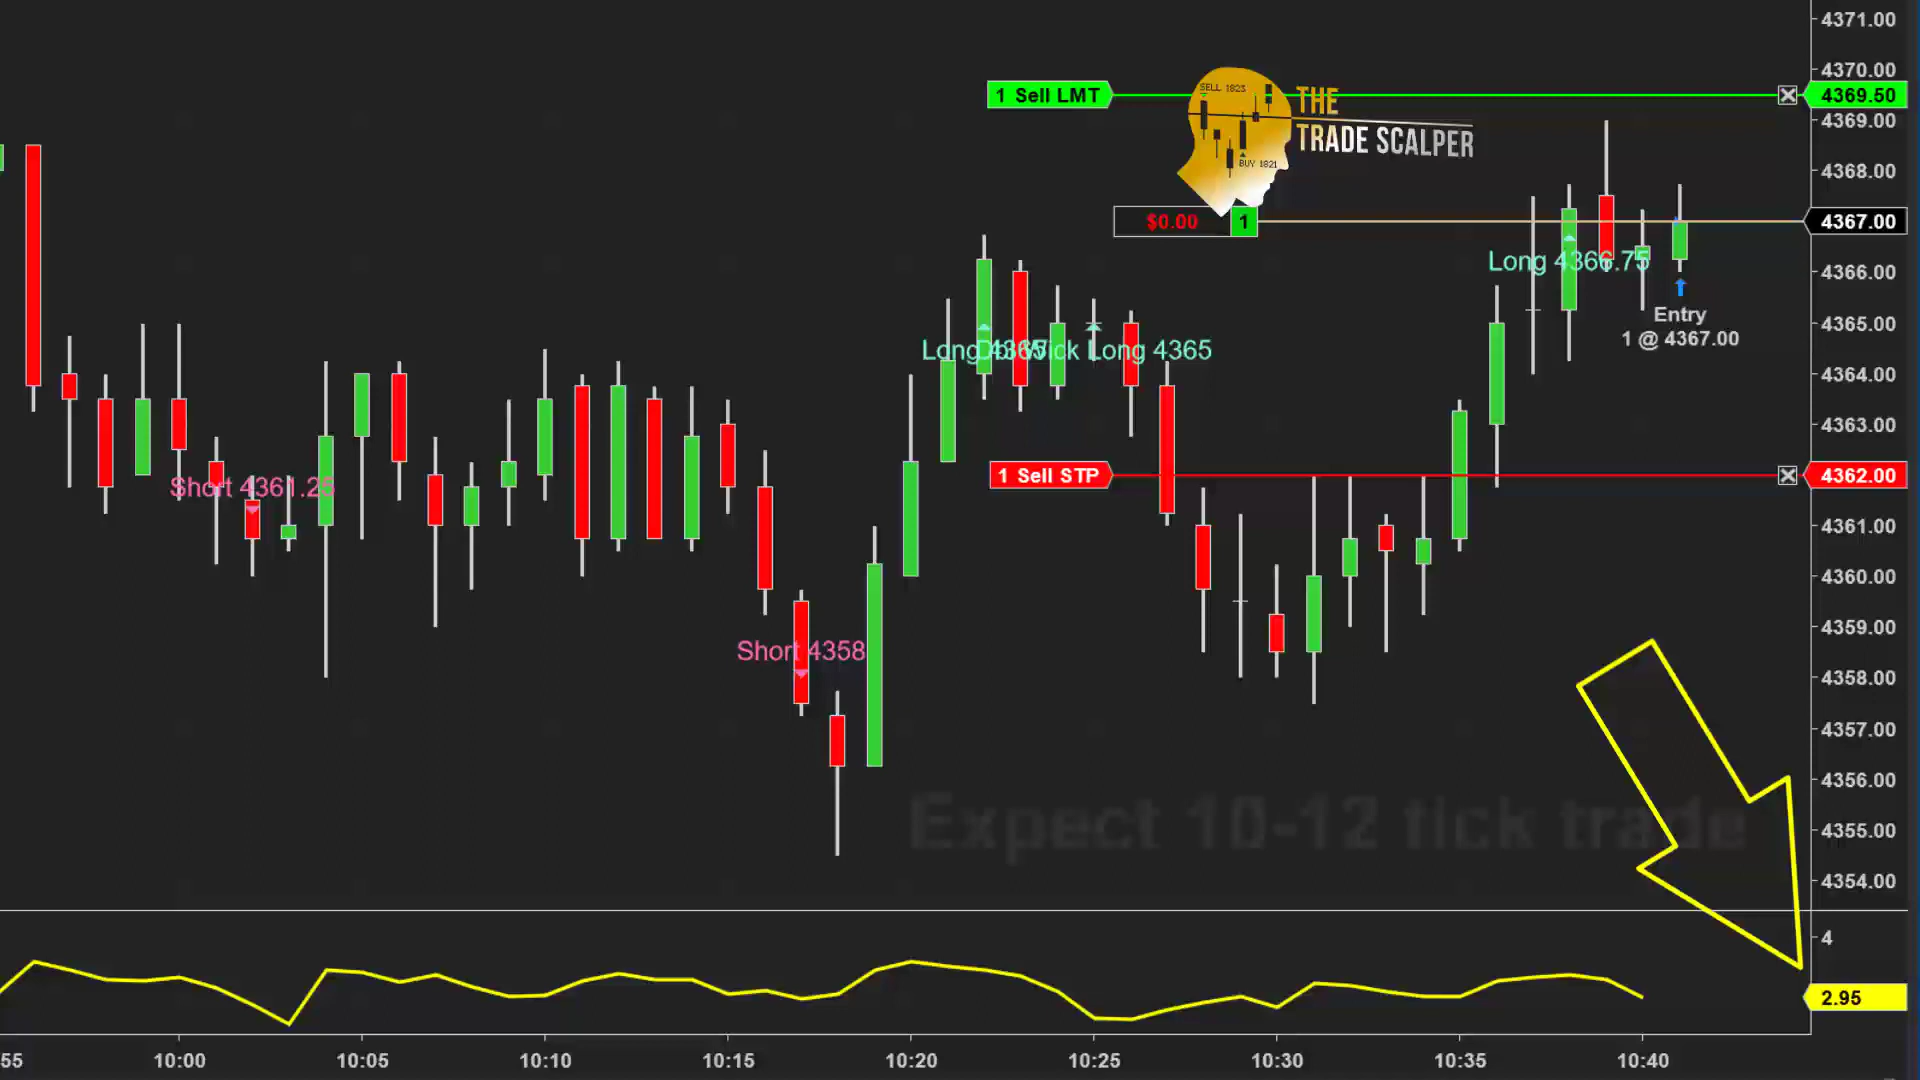 4371.00
4370.00
1 Sell LMT
4369.50
SELL 1823
THE
TRADE SCALPER
BUY 1821
4369.00
4368.00
$0.00 1
4367.00
Long 4366.75
4366.00
Entry
1 @ 4367.00
4365.00
Long 4365
Wick Long 4365
4364.00
4363.00
1 Sell STP
4362.00
Short 4361.25
4361.00
4360.00
4359.00
Short 4358
4358.00
4357.00
4356.00
Expect 10-12 tick trade
4355.00
4354.00
4
2.95
55 10:00 10:05 10:10 10:15 10:20 10:25 10:30 10:35 10:40